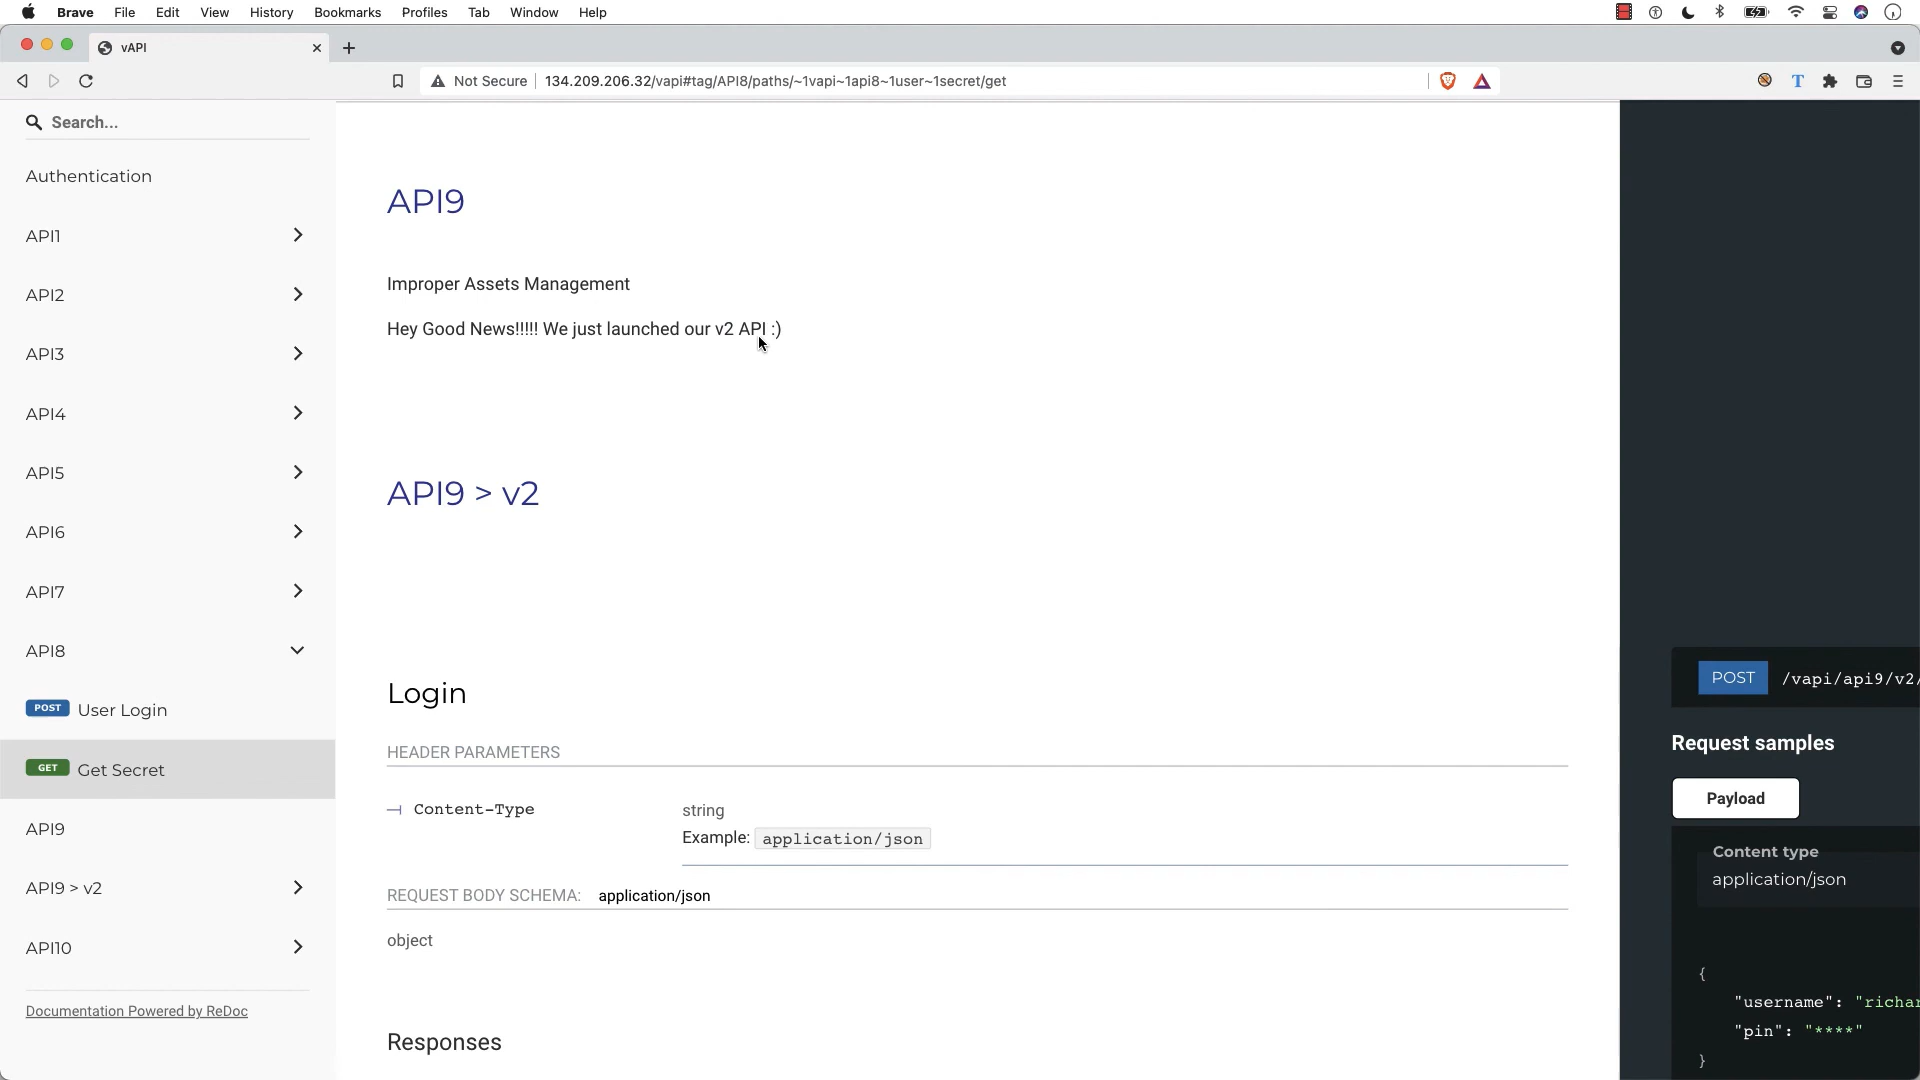 Brave File Edit View History Bookmarks Profiles Tab Window Help
vAPI
Not Secure 134.209.206.32/vapi#tag/API8/paths/~1vapi~1api8~1user~1secret/get
Search...
Authentication
API1
API2
API3
API4
API5
API6
API7
API8
POST User Login
GET Get Secret
API9
API9 > v2
API10
Documentation Powered by ReDoc
API9
Improper Assets Management
Hey Good News!!!!! We just launched our v2 API :)
API9 > v2
Login
HEADER PARAMETERS
Content-Type string
Example: application/json
REQUEST BODY SCHEMA: application/json
object
Responses
POST /vapi/api9/v2/
Request samples
Payload
Content type
application/json
{
"username": "richar
"pin": "****"
}